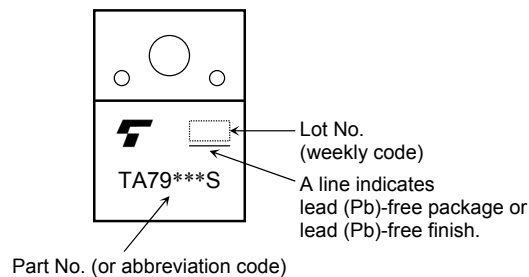 Lot No.
(weekly code)
TA79***S
A line indicates
lead (Pb)-free package or
lead (Pb)-free finish.
Part No. (or abbreviation code)